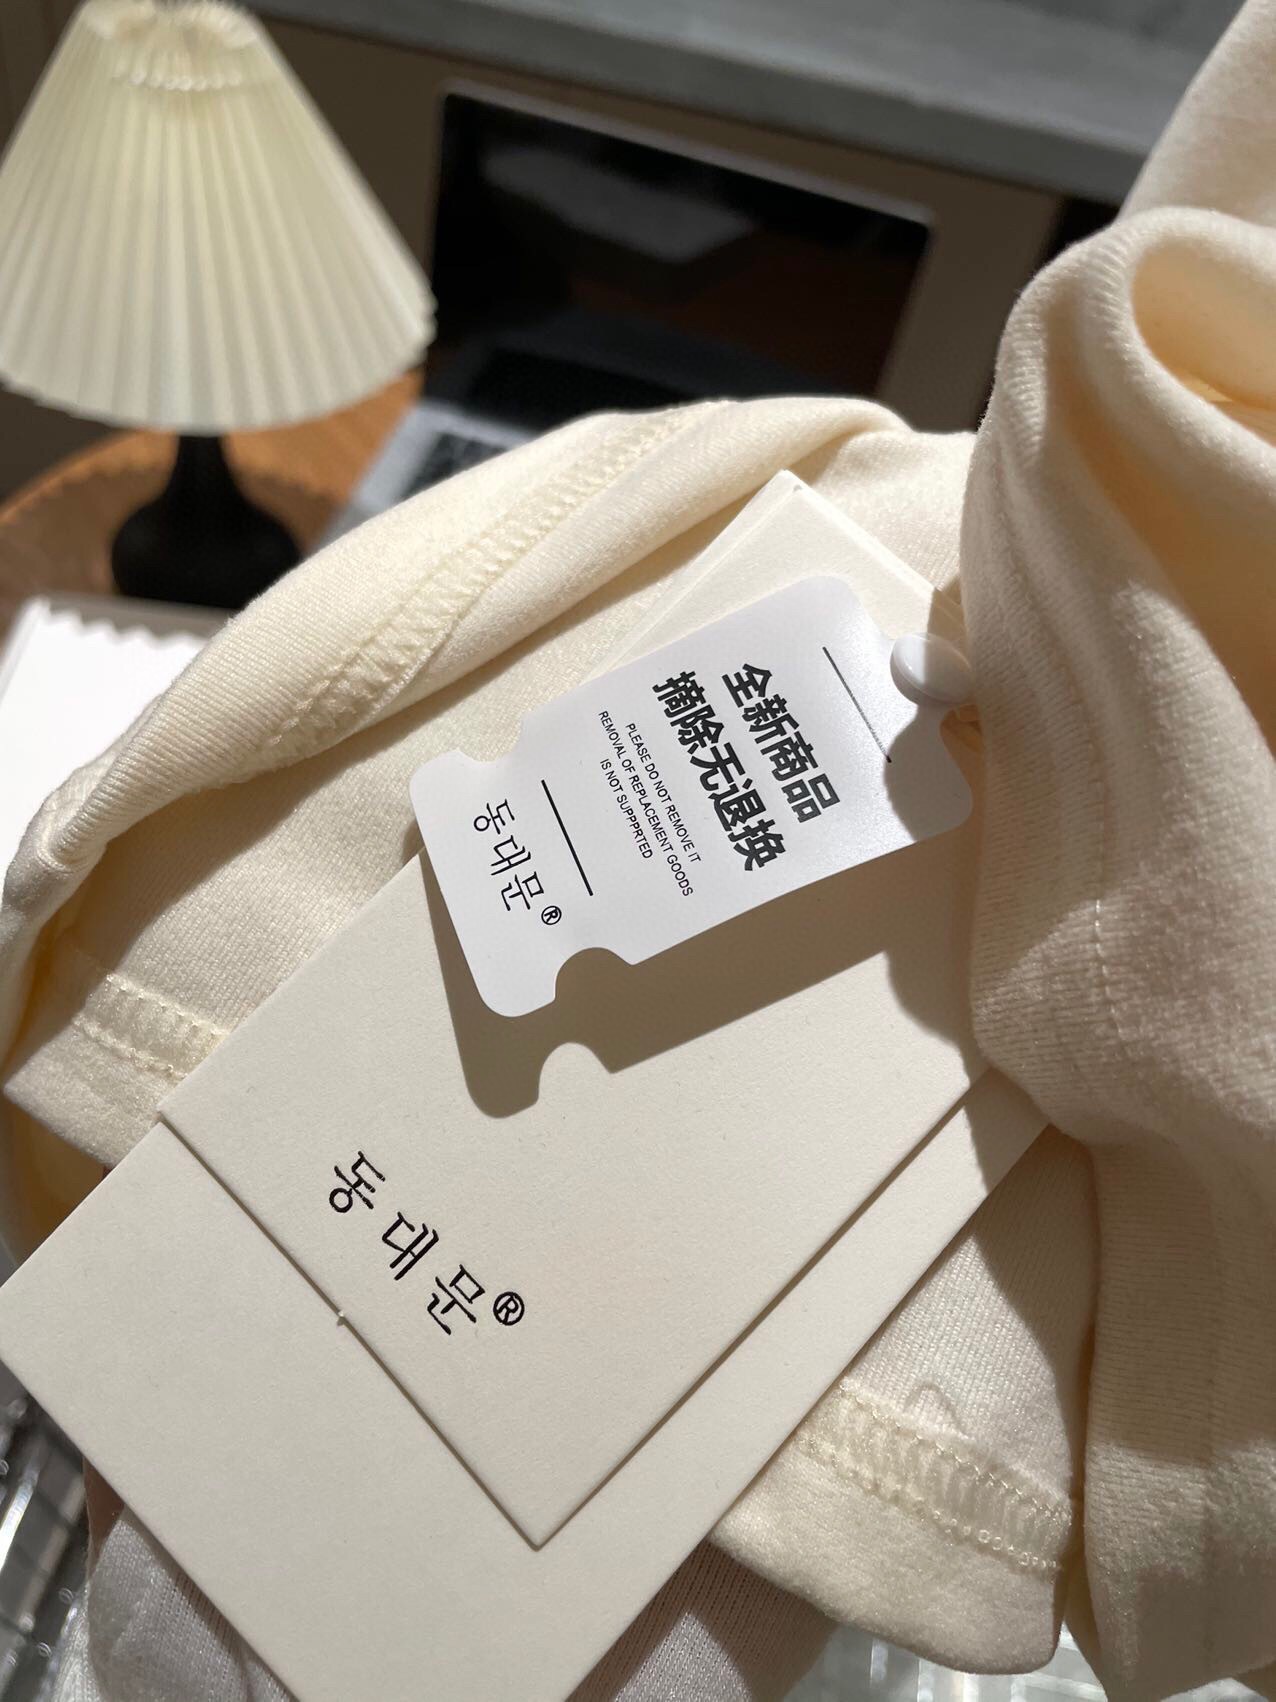 全新商品
摘除无退换
PLEASE DO NOT REMOVE IT
REMOVAL OF REPLACEMENT GOODS
IS NOT SUPPPRTED
동대문®
동대문®